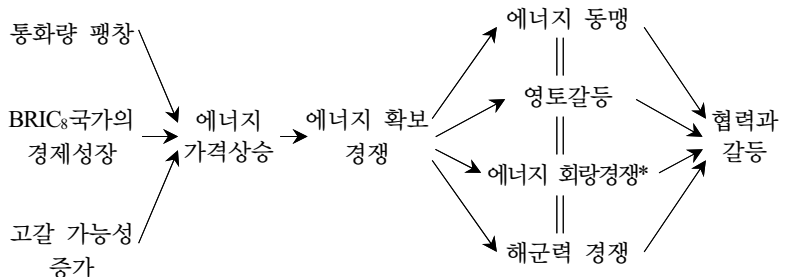 통화량 팽창
BRIC₈국가의
경제성장
고갈 가능성
증가
에너지
가격상승
에너지 확보
경쟁
에너지 동맹
영토갈등
에너지 회랑경쟁*
해군력 경쟁
협력과
갈등